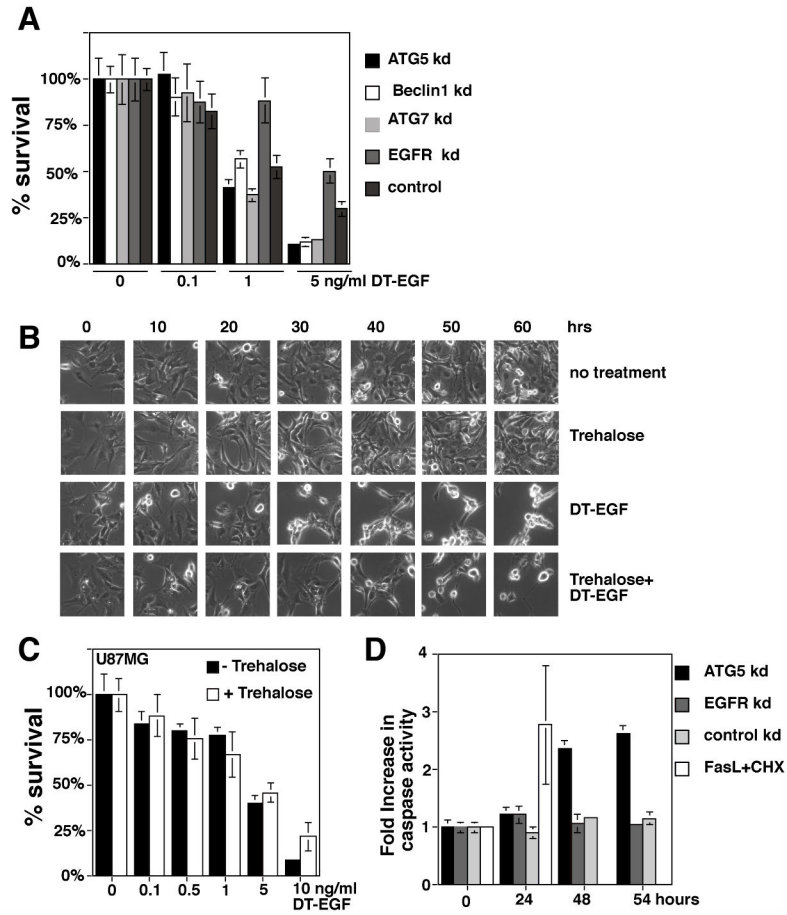 A
100%
75%
50%
25%
0%
% survival
0 0.1 1 5 ng/ml DT-EGF
ATG5 kd
Beclin1 kd
ATG7 kd
EGFR kd
control
B
0 10 20 30 40 50 60 hrs
no treatment
Trehalose
DT-EGF
Trehalose+
DT-EGF
C
U87MG
- Trehalose
+ Trehalose
100%
75%
50%
25%
0%
% survival
0 0.1 0.5 1 5 10 ng/ml
DT-EGF
D
4
3
2
1
0
Fold Increase in
caspase activity
0 24 48 54 hours
ATG5 kd
EGFR kd
control kd
FasL+CHX